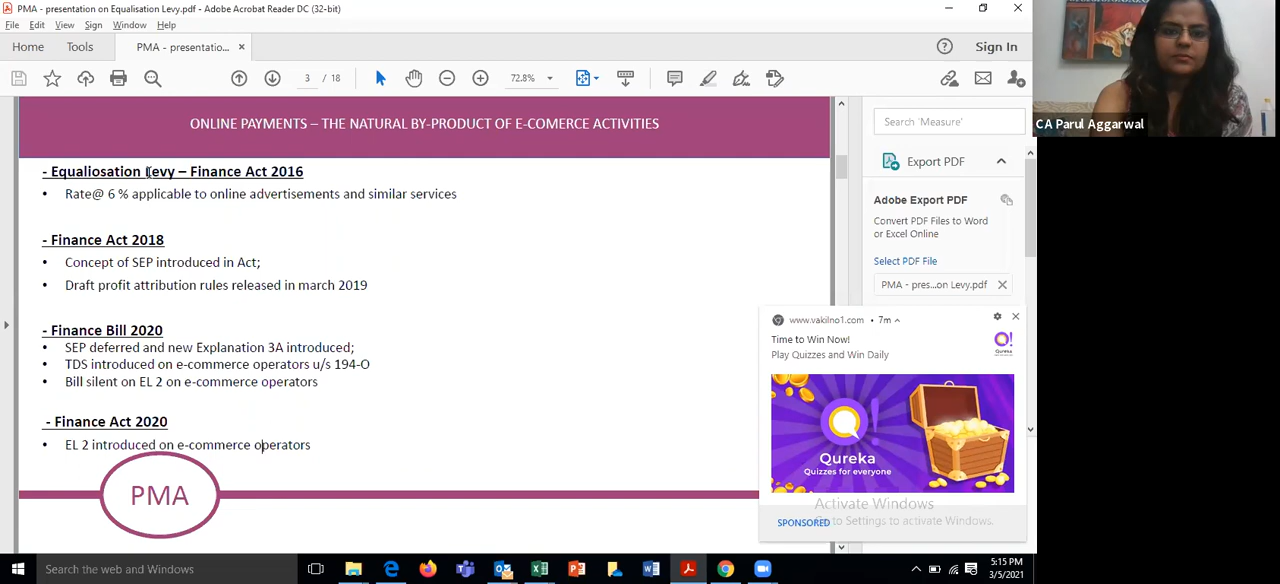 PMA - presentation on Equalisation Levy.pdf - Adobe Acrobat Reader DC (32-bit)
File Edit View Sign Window Help
Home Tools PMA - presentatio... ×
Sign In
3 / 18
72.8%
ONLINE PAYMENTS – THE NATURAL BY-PRODUCT OF E-COMERCE ACTIVITIES
- Equaliosation Levy – Finance Act 2016
• Rate@ 6 % applicable to online advertisements and similar services
- Finance Act 2018
• Concept of SEP introduced in Act;
• Draft profit attribution rules released in march 2019
- Finance Bill 2020
• SEP deferred and new Explanation 3A introduced;
• TDS introduced on e-commerce operators u/s 194-O
• Bill silent on EL 2 on e-commerce operators
- Finance Act 2020
• EL 2 introduced on e-commerce operators
PMA
Search 'Measure'
Export PDF
Adobe Export PDF
Convert PDF Files to Word
or Excel Online
Select PDF File
PMA - pres...on Levy.pdf
CA Parul Aggarwal
www.vakilno1.com • 7m
Time to Win Now!
Play Quizzes and Win Daily
Q!
Qureka
Q!
Qureka
Quizzes for everyone
SPONSORED
Activate Windows
Go to Settings to activate Windows.
Search the web and Windows
5:15 PM
3/5/2021